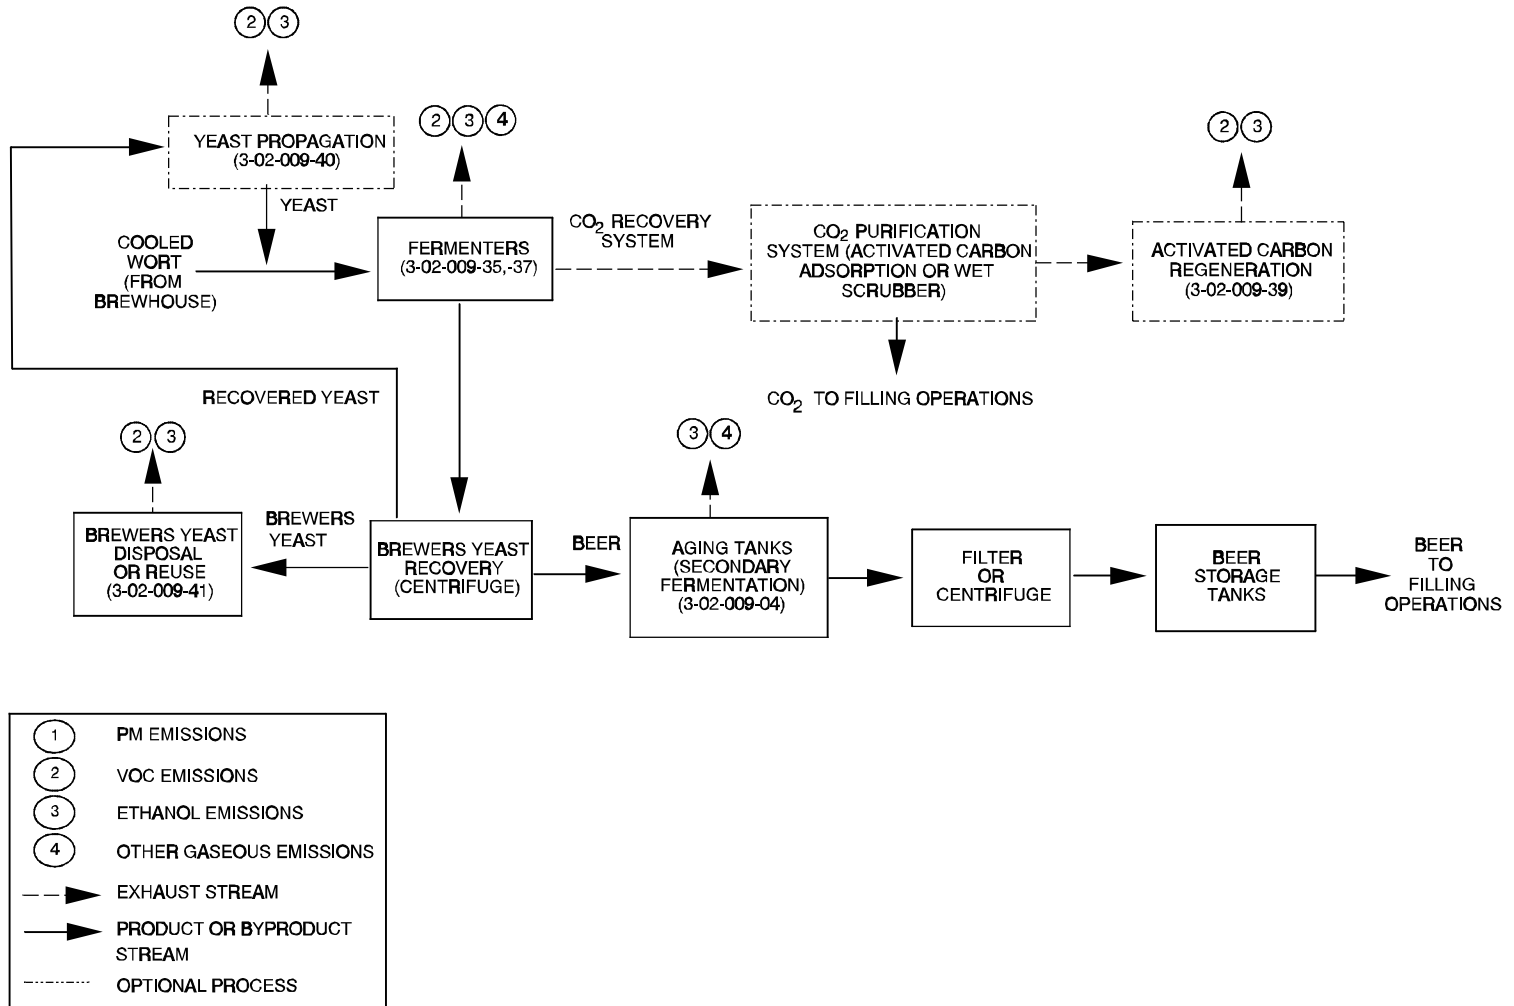 2 3
YEAST PROPAGATION
(3-02-009-40)
YEAST
COOLED
WORT
(FROM
BREWHOUSE)
2 3 4
FERMENTERS
(3-02-009-35,-37)
CO2 RECOVERY
SYSTEM
CO2 PURIFICATION
SYSTEM (ACTIVATED CARBON
ADSORPTION OR WET
SCRUBBER)
2 3
ACTIVATED CARBON
REGENERATION
(3-02-009-39)
CO2 TO FILLING OPERATIONS
RECOVERED YEAST
2 3
BREWERS YEAST
DISPOSAL
OR REUSE
(3-02-009-41)
BREWERS
YEAST
BREWERS YEAST
RECOVERY
(CENTRIFUGE)
BEER
3 4
AGING TANKS
(SECONDARY
FERMENTATION)
(3-02-009-04)
FILTER
OR
CENTRIFUGE
BEER
STORAGE
TANKS
BEER
TO
FILLING
OPERATIONS
1 PM EMISSIONS
2 VOC EMISSIONS
3 ETHANOL EMISSIONS
4 OTHER GASEOUS EMISSIONS
EXHAUST STREAM
PRODUCT OR BYPRODUCT
STREAM
OPTIONAL PROCESS